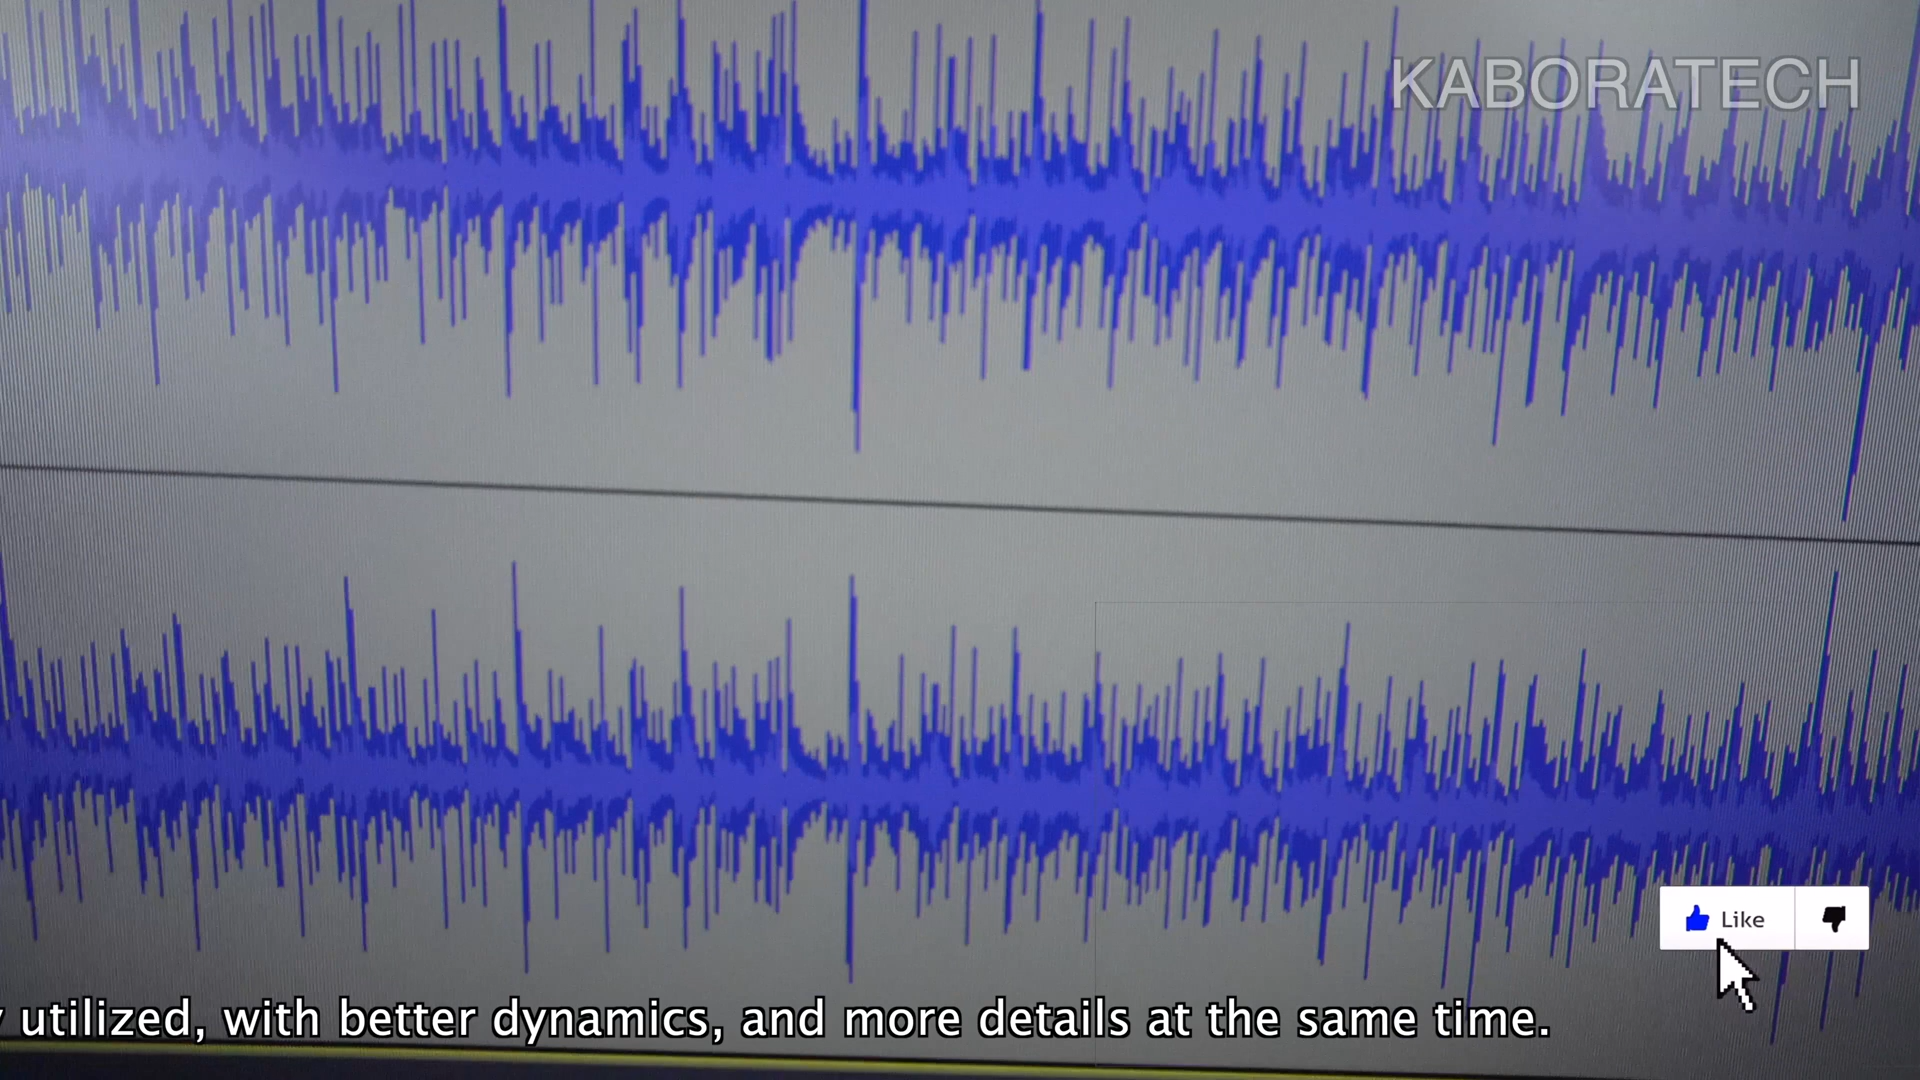 KABORATECH
Like
utilized, with better dynamics, and more details at the same time.